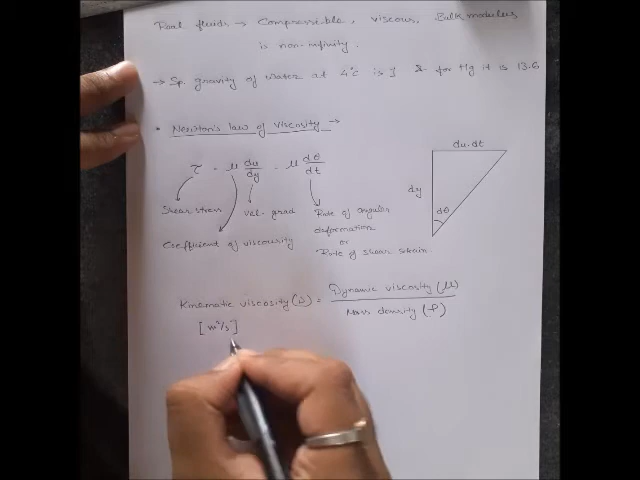 Real fluids → Compressible, viscous, Bulk modulus
is non-infinity.
→ Sp. gravity of water at 4°c is 1 & for Hg it is 13.6
• Newton's law of viscosity →
τ = μ du/dy = μ dθ/dt
Shear stress
Vel. grad
Rate of angular
deformation
or
Rate of shear strain.
Coefficient of viscousity
du·dt
dy
dθ
Kinematic viscosity (ν) = Dynamic viscosity (μ) / Mass density (ρ)
[m²/s]